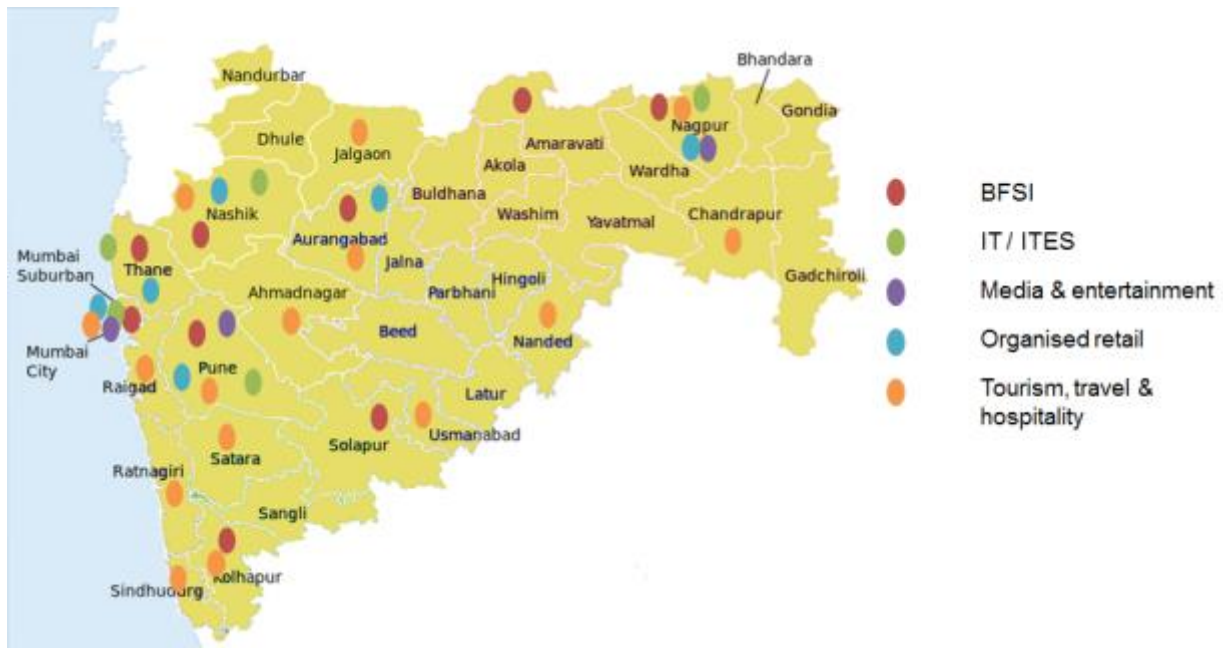 Nandurbar
Bhandara
Gondia
Dhule
Jalgaon
Amaravati
Nagpur
Akola
Wardha
Buldhana
Nashik
Washim
Yavatmal
Chandrapur
Aurangabad
Jalna
Hingoli
Gadchiroli
Mumbai
Suburban
Thane
Parbhani
Ahmadnagar
Beed
Nanded
Mumbai
City
Pune
Raigad
Latur
Solapur
Usmanabad
Satara
Ratnagiri
Sangli
Kolhapur
Sindhudurg
BFSI
IT / ITES
Media & entertainment
Organised retail
Tourism, travel &
hospitality